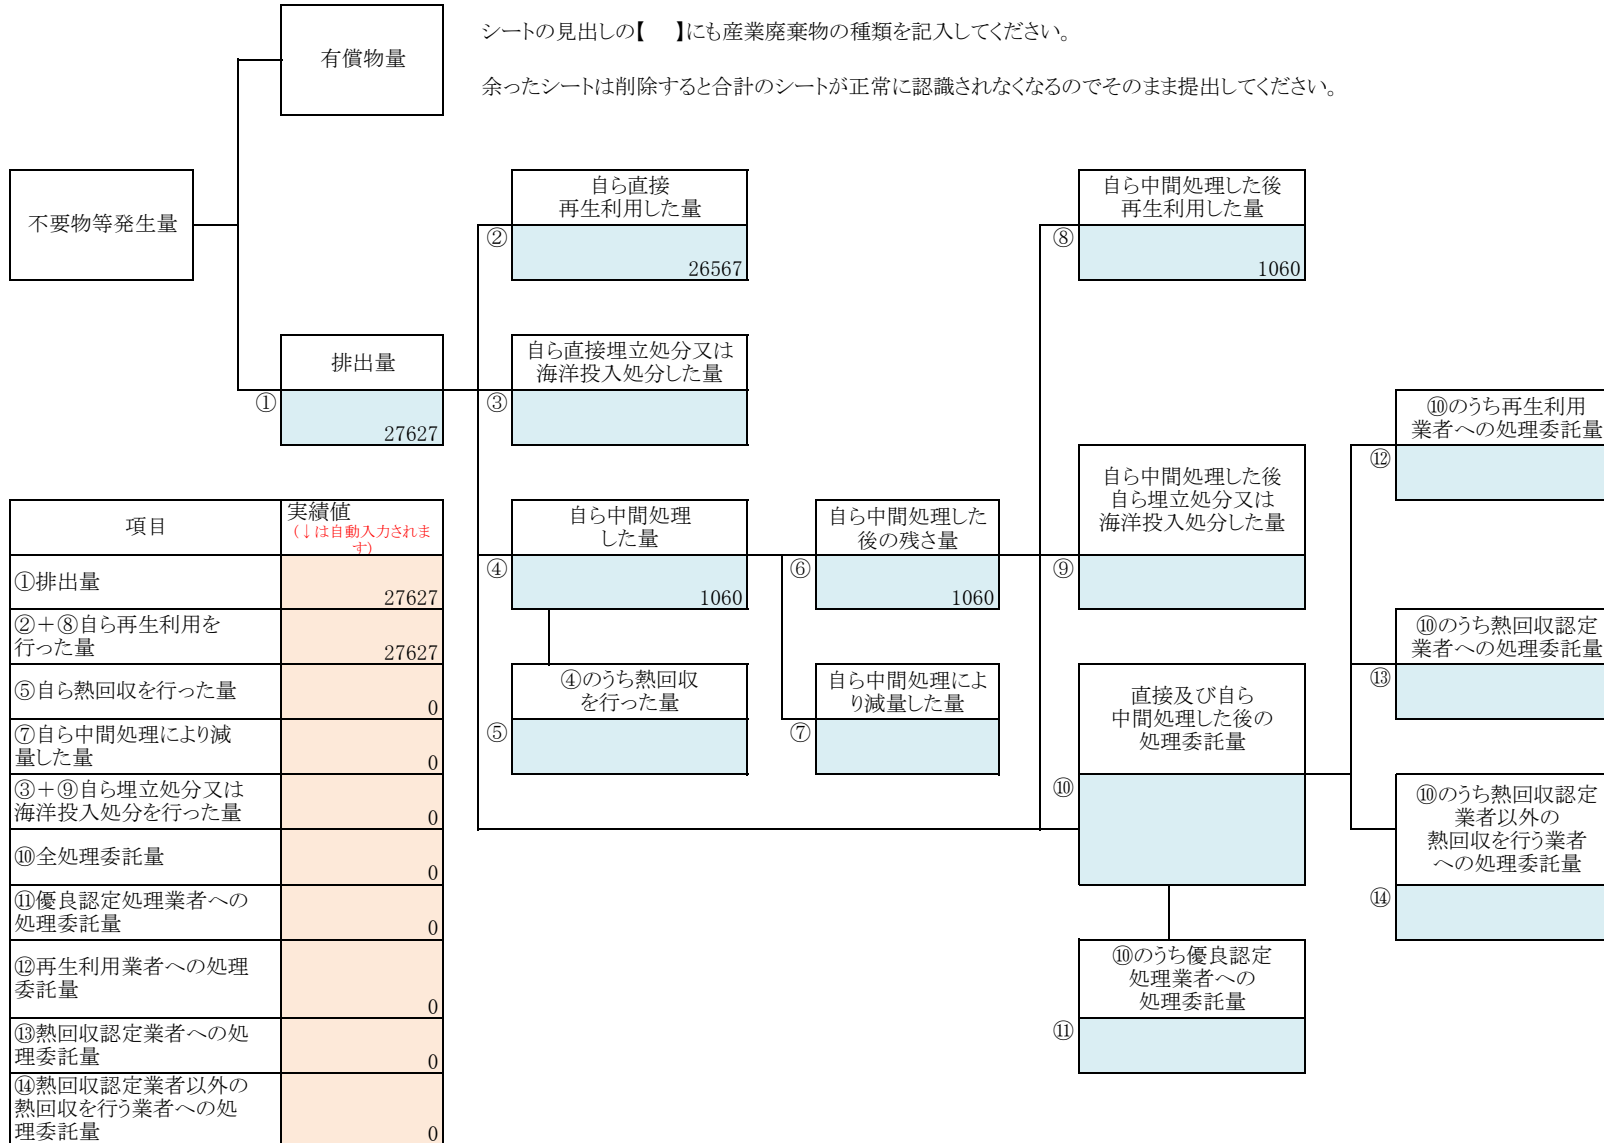 有償物量
シートの見出しの【　】にも産業廃棄物の種類を記入してください。
余ったシートは削除すると合計のシートが正常に認識されなくなるのでそのまま提出してください。
不要物等発生量
自ら直接
再生利用した量
②
26567
自ら中間処理した後
再生利用した量
⑧
1060
排出量
①
27627
自ら直接埋立処分又は
海洋投入処分した量
③
⑩のうち再生利用
業者への処理委託量
⑫
自ら中間処理
した量
④
1060
自ら中間処理した
後の残さ量
⑥
1060
自ら中間処理した後
自ら埋立処分又は
海洋投入処分した量
⑨
④のうち熱回収
を行った量
⑤
自ら中間処理によ
り減量した量
⑦
直接及び自ら
中間処理した後の
処理委託量
⑩
⑩のうち熱回収認定
業者への処理委託量
⑬
⑩のうち熱回収認定
業者以外の
熱回収を行う業者
への処理委託量
⑭
⑩のうち優良認定
処理業者への
処理委託量
⑪
項目
実績値
(↓は自動入力されま
す)
①排出量
27627
②＋⑧自ら再生利用を
行った量
27627
⑤自ら熱回収を行った量
0
⑦自ら中間処理により減
量した量
0
③＋⑨自ら埋立処分又は
海洋投入処分を行った量
0
⑩全処理委託量
0
⑪優良認定処理業者への
処理委託量
0
⑫再生利用業者への処理
委託量
0
⑬熱回収認定業者への処
理委託量
0
⑭熱回収認定業者以外の
熱回収を行う業者への処
理委託量
0